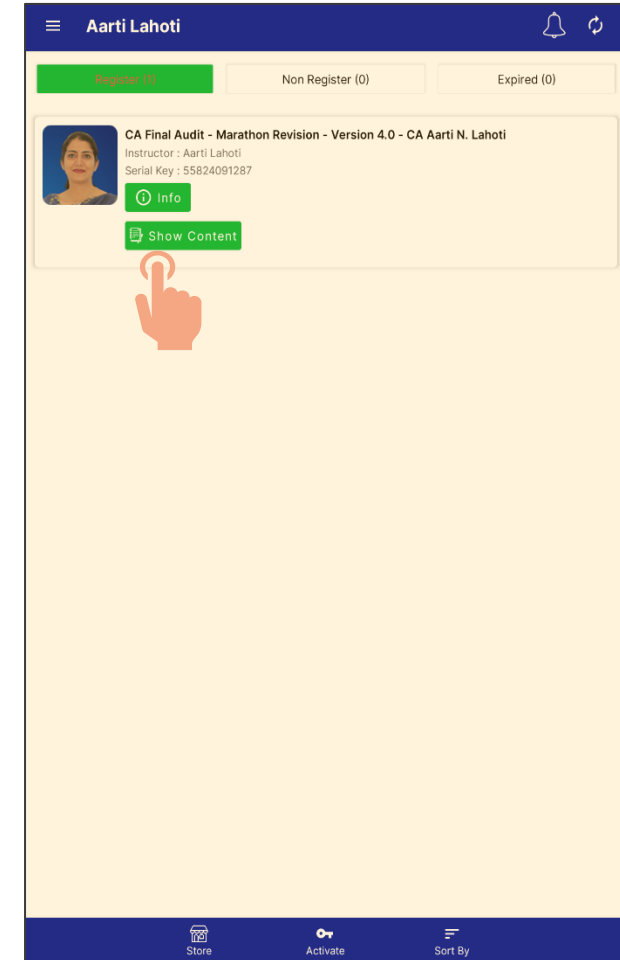 Aarti Lahoti
Register (1) Non Register (0) Expired (0)
CA Final Audit - Marathon Revision - Version 4.0 - CA Aarti N. Lahoti
Instructor : Aarti Lahoti
Serial Key : 55824091287
Info
Show Content
Store Activate Sort By